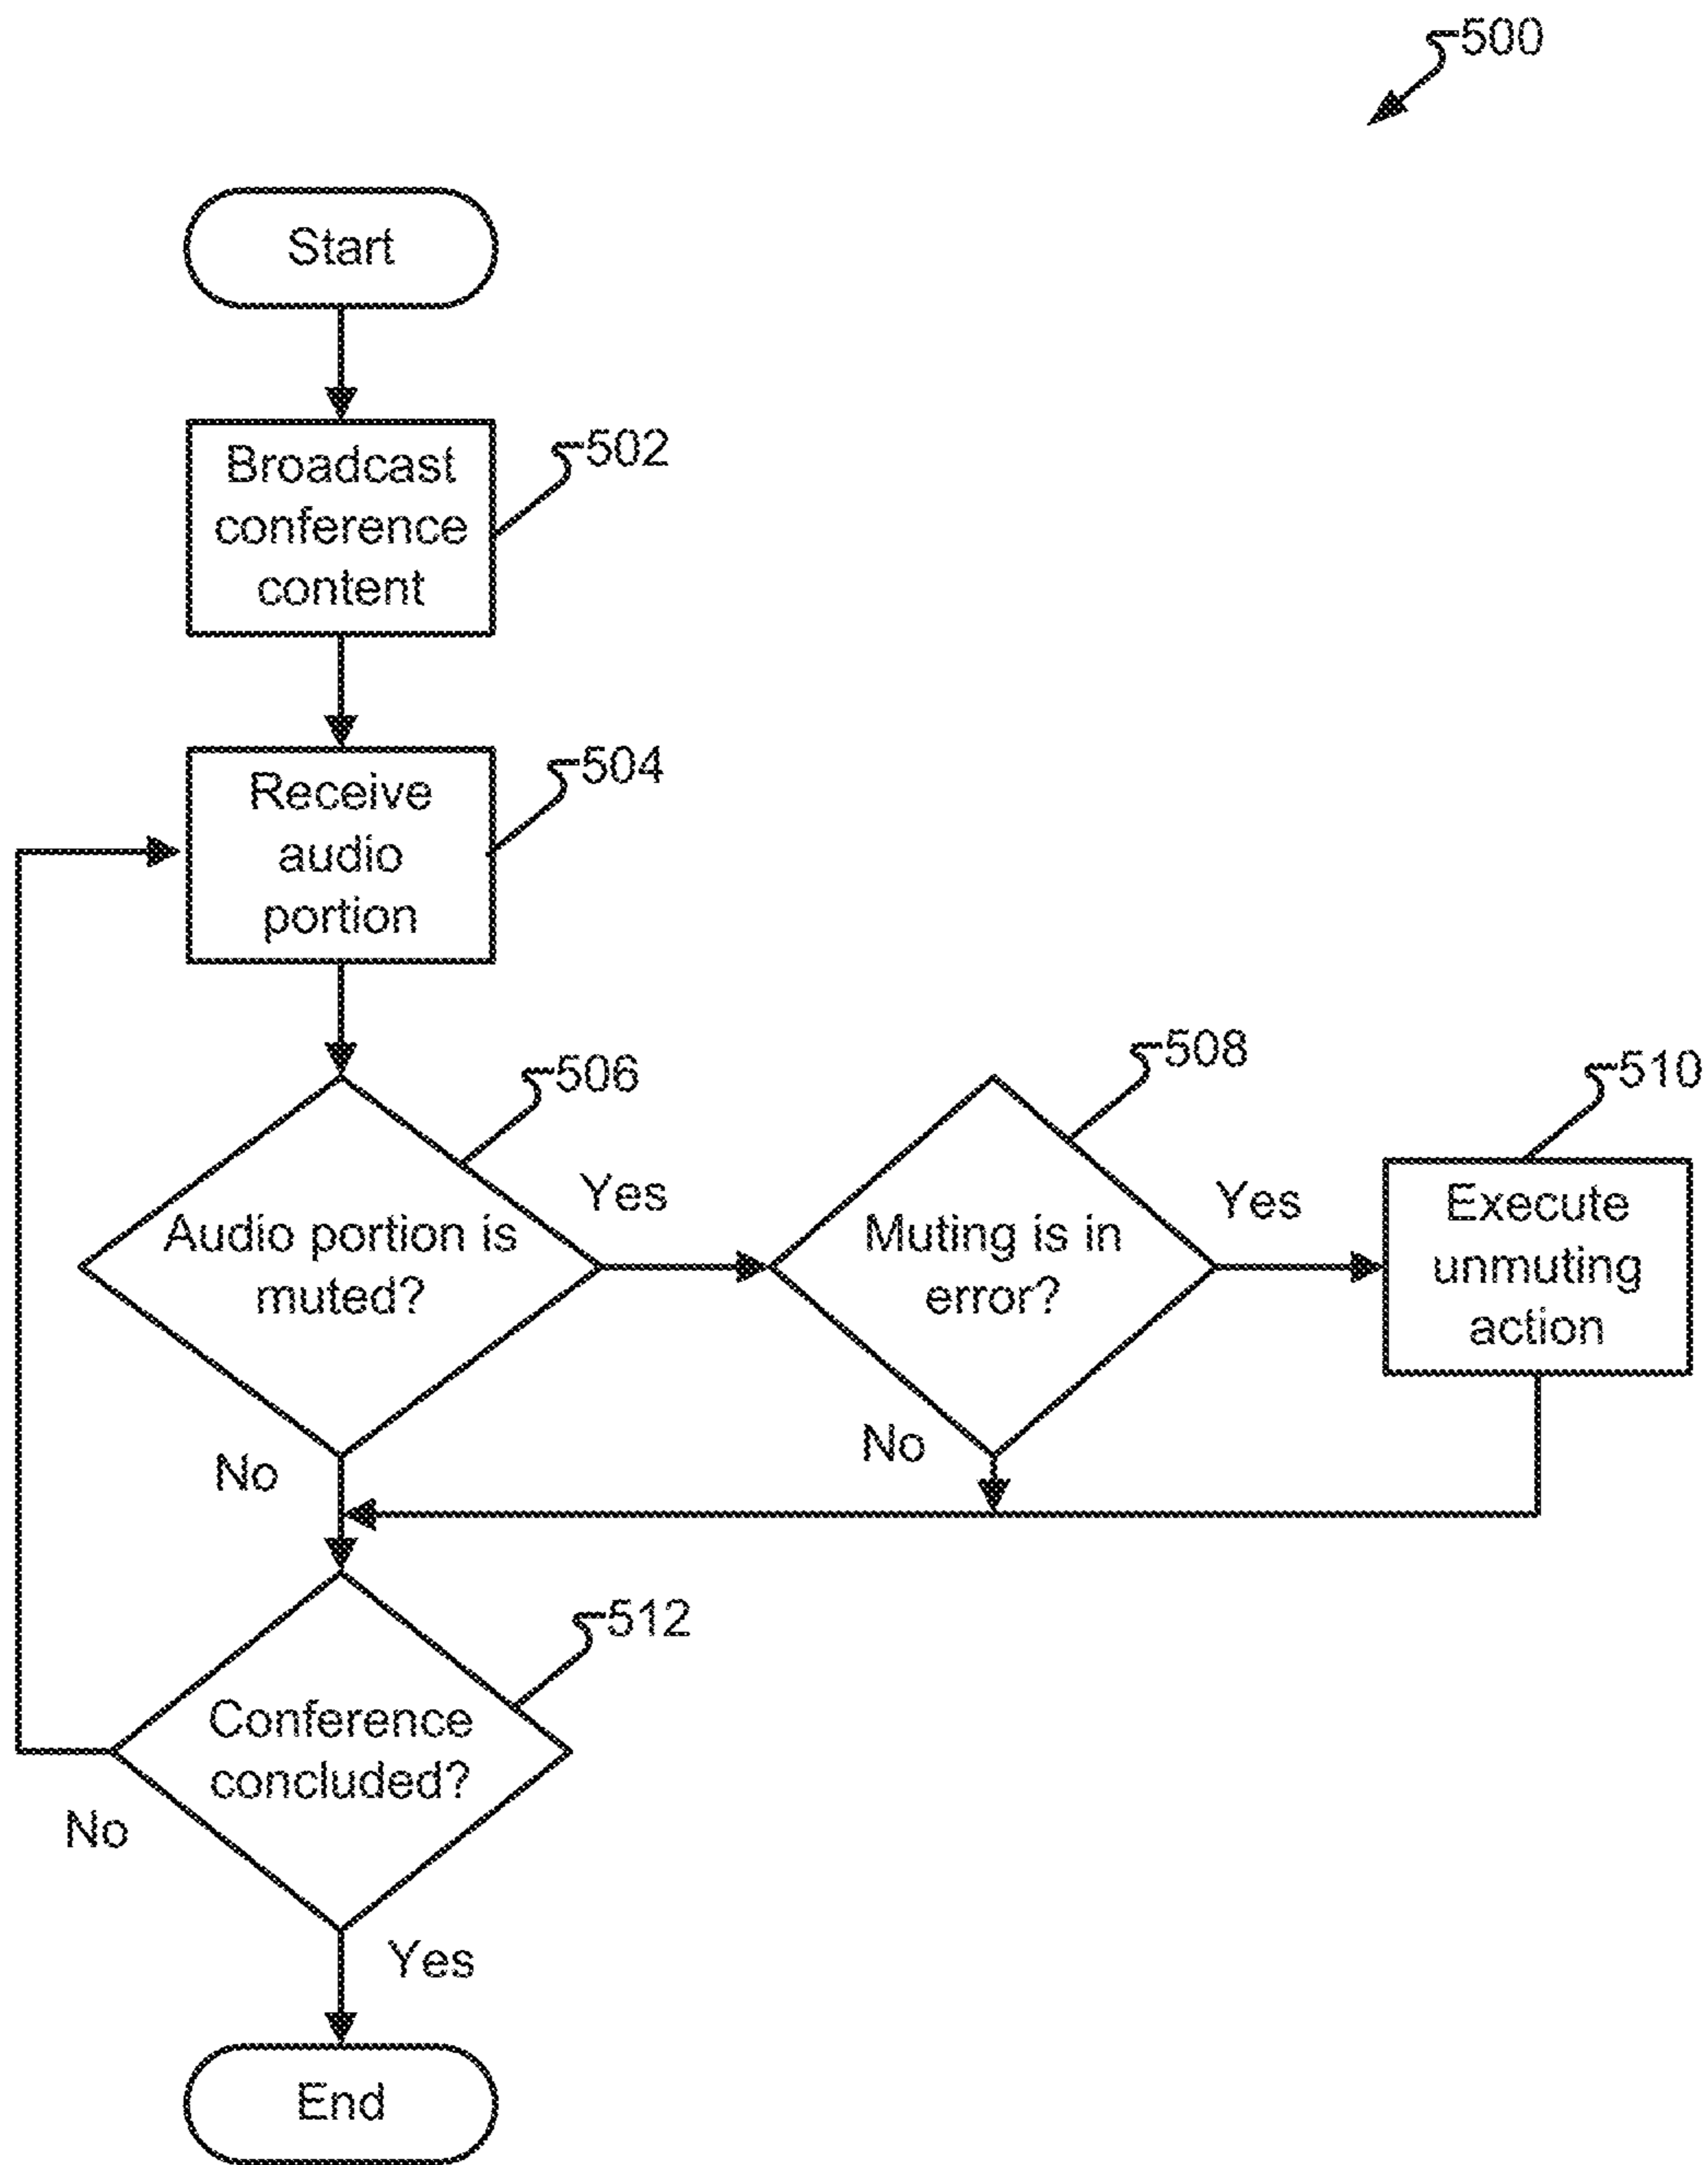 500
Start
Broadcast
conference
content
502
Receive
audio
portion
504
506
Audio portion is
muted?
Yes
508
Muting is in
error?
Yes
510
Execute
unmuting
action
No
No
512
Conference
concluded?
No
Yes
End